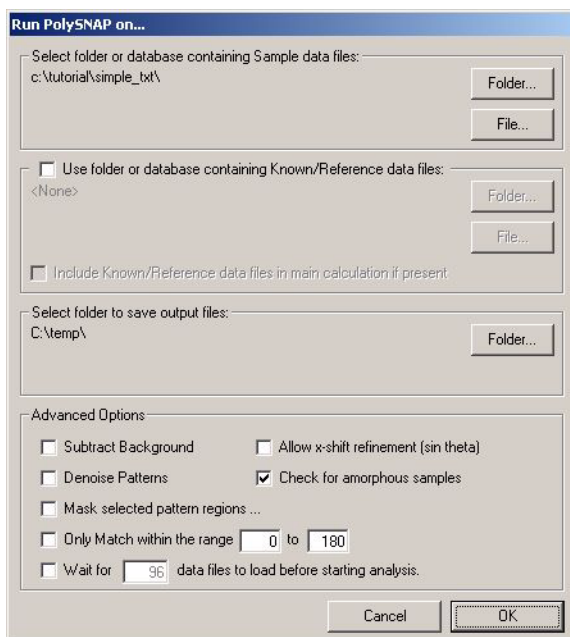 Run PolySNAP on...
Select folder or database containing Sample data files:
c:\tutorial\simple_txt\
Folder...
File...
Use folder or database containing Known/Reference data files:
<None>
Folder...
File...
Include Known/Reference data files in main calculation if present
Select folder to save output files:
C:\temp\
Folder...
Advanced Options
Subtract Background
Allow x-shift refinement (sin theta)
Denoise Patterns
Check for amorphous samples
Mask selected pattern regions ...
Only Match within the range 0 to 180
Wait for 96 data files to load before starting analysis.
Cancel
OK